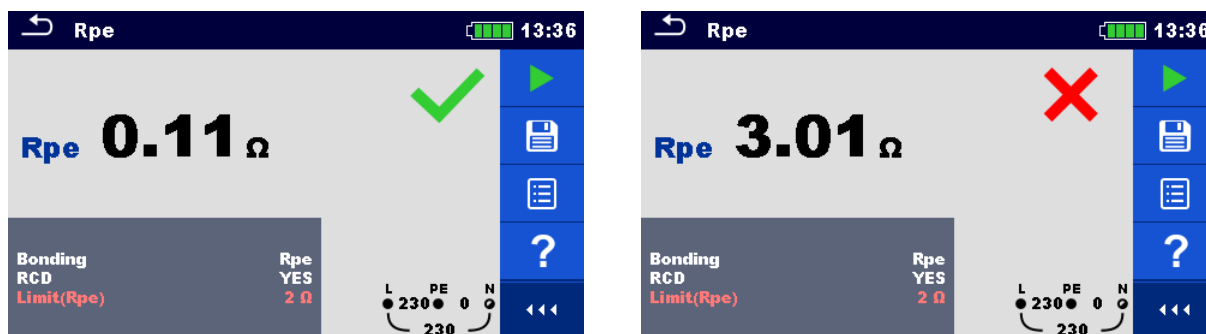 Rpe 13:36
Rpe 0.11 Ω
Bonding Rpe
RCD YES
Limit(Rpe) 2 Ω
L PE N
230 0
230
?
Rpe 13:36
Rpe 3.01 Ω
Bonding Rpe
RCD YES
Limit(Rpe) 2 Ω
L PE N
230 0
230
?